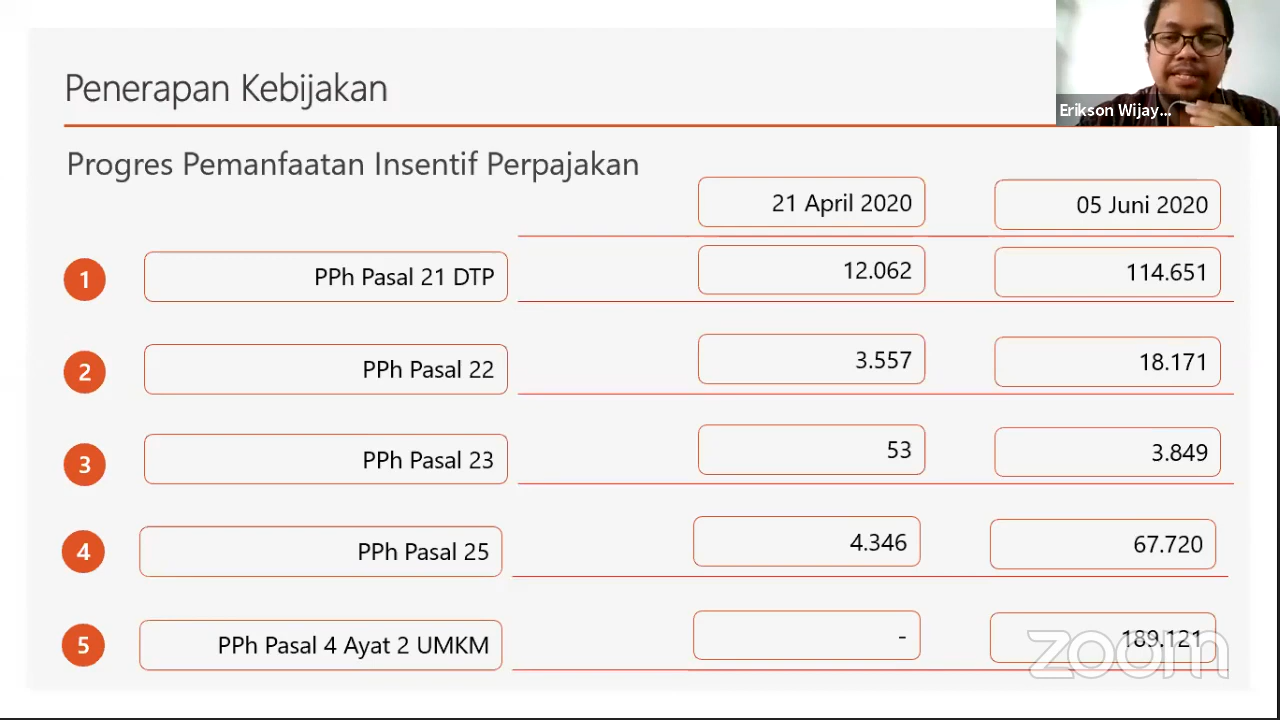 Penerapan Kebijakan
Erikson Wijay...
Progres Pemanfaatan Insentif Perpajakan
21 April 2020
05 Juni 2020
1
PPh Pasal 21 DTP
12.062
114.651
2
PPh Pasal 22
3.557
18.171
3
PPh Pasal 23
53
3.849
4
PPh Pasal 25
4.346
67.720
5
PPh Pasal 4 Ayat 2 UMKM
-
189.121
zoom